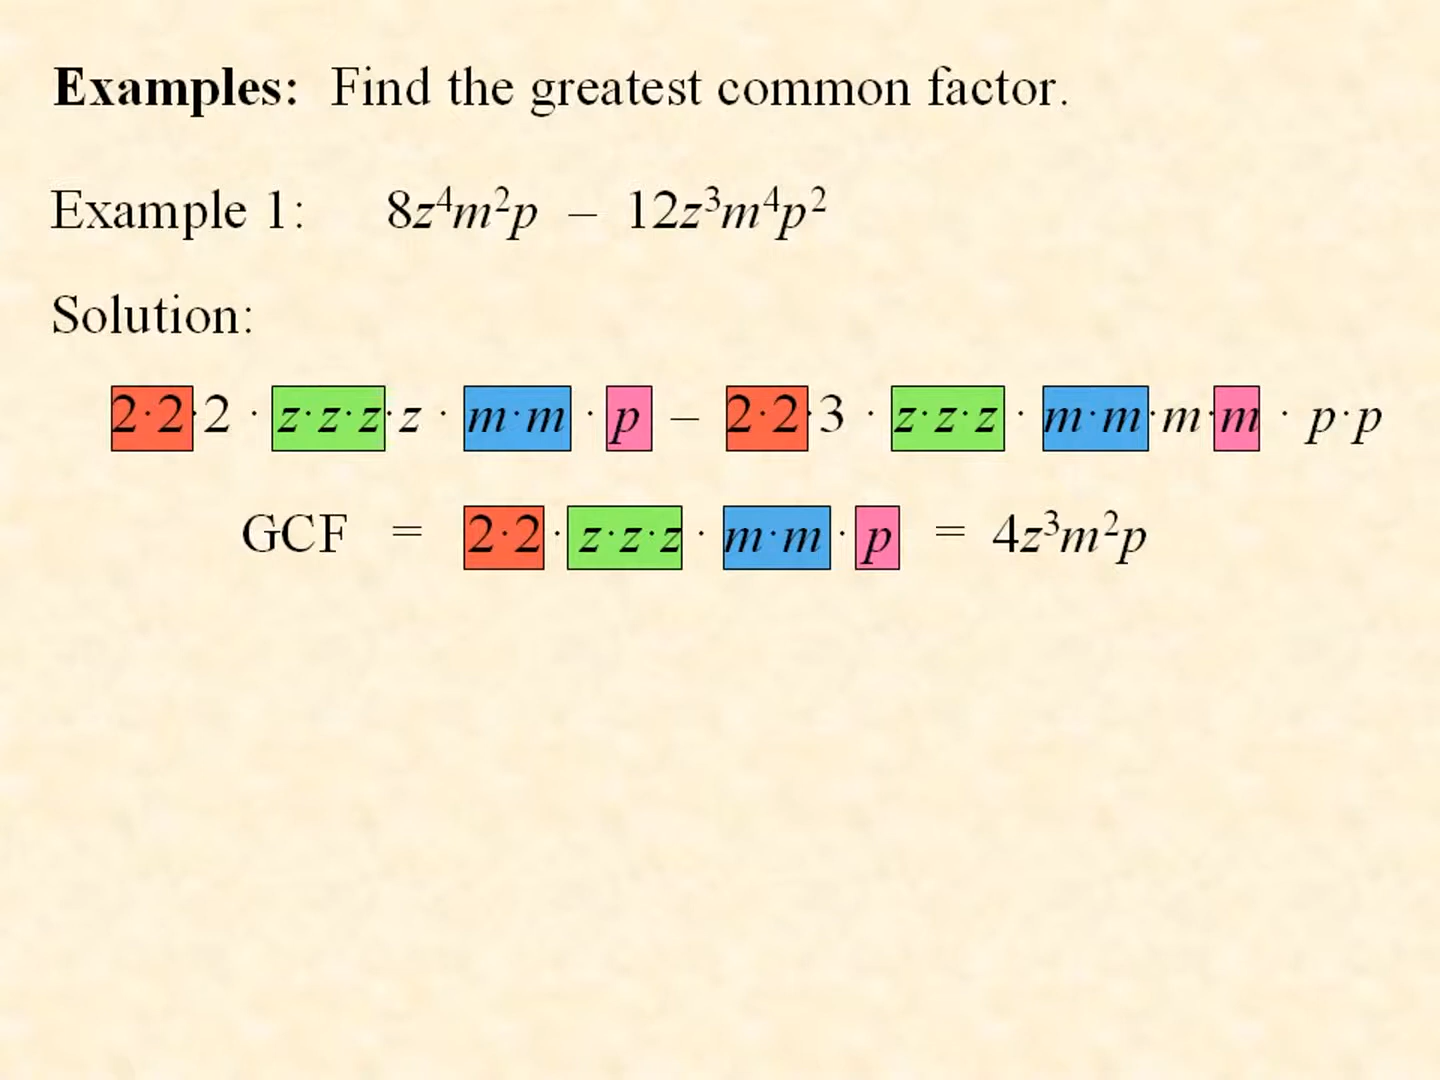 Examples: Find the greatest common factor.
Example 1: 8z⁴m²p – 12z³m⁴p²
Solution:
2·2·2 · z·z·z·z · m·m · p – 2·2·3 · z·z·z · m·m·m·m · p·p
GCF = 2·2 · z·z·z · m·m · p = 4z³m²p